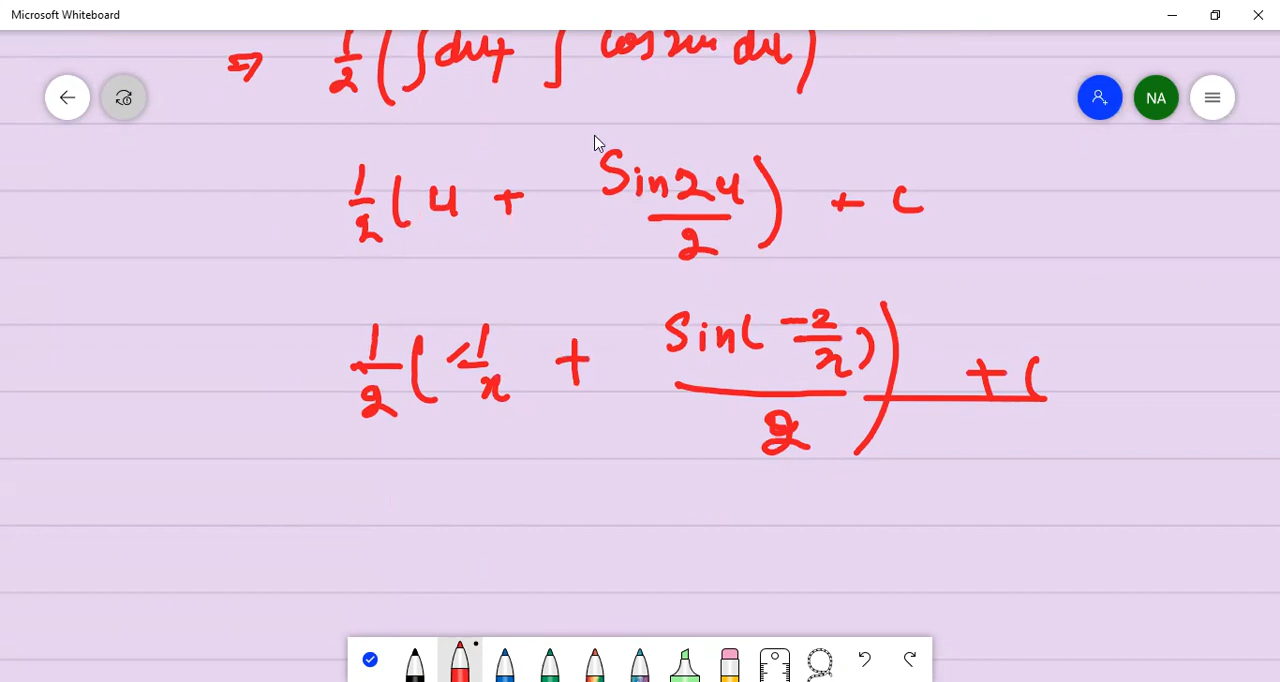 Microsoft Whiteboard
⇒ 1/2 (∫du + ∫ cos2u du)
NA
1/2 (u + Sin2u/2) + c
1/2 (-1/x + Sin(-2/x)/2) + C